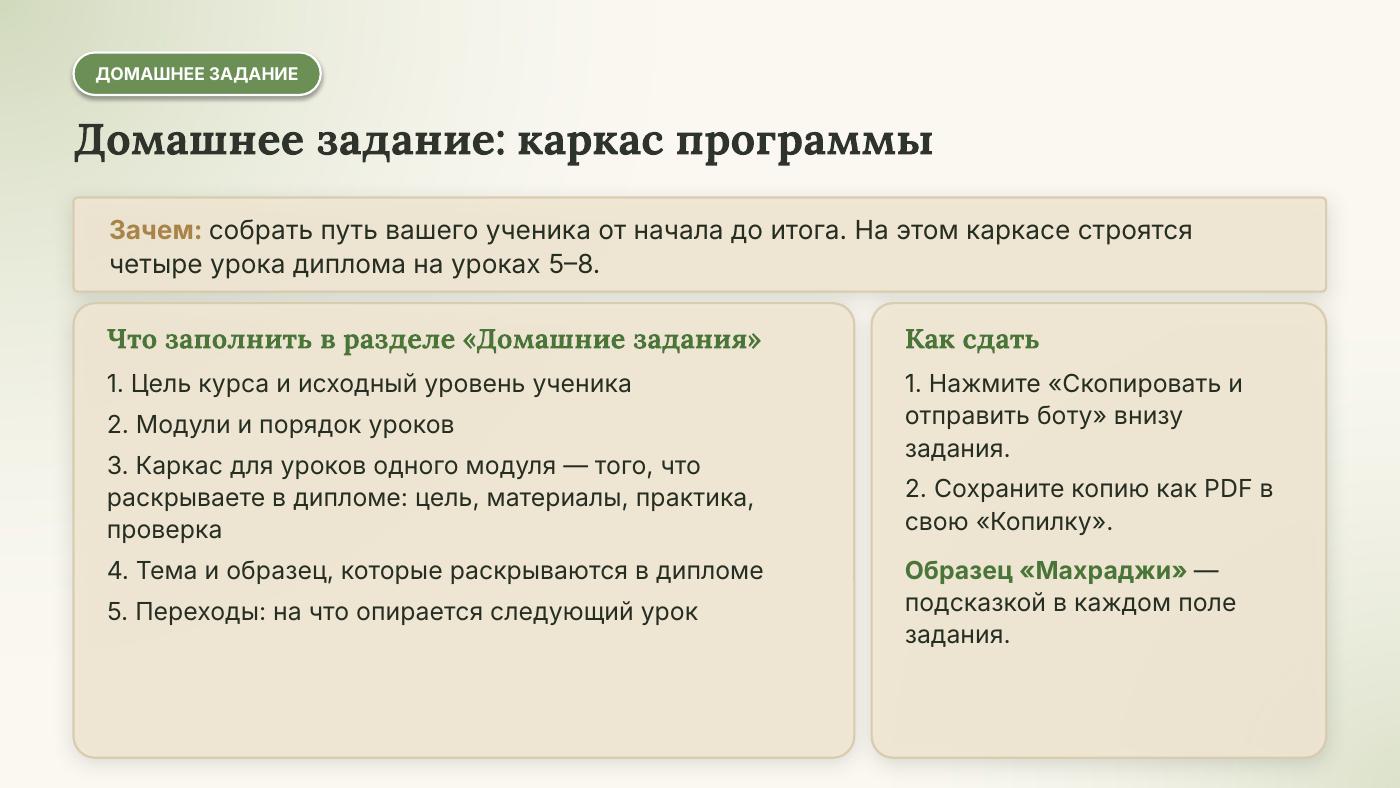 ДОМАШНЕЕ ЗАДАНИЕ
Домашнее задание: каркас программы
Зачем: собрать путь вашего ученика от начала до итога. На этом каркасе строятся
четыре урока диплома на уроках 5–8.
Что заполнить в разделе «Домашние задания»
1. Цель курса и исходный уровень ученика
2. Модули и порядок уроков
3. Каркас для уроков одного модуля — того, что
раскрываете в дипломе: цель, материалы, практика,
проверка
4. Тема и образец, которые раскрываются в дипломе
5. Переходы: на что опирается следующий урок
Как сдать
1. Нажмите «Скопировать и
отправить боту» внизу
задания.
2. Сохраните копию как PDF в
свою «Копилку».
Образец «Махраджи» —
подсказкой в каждом поле
задания.